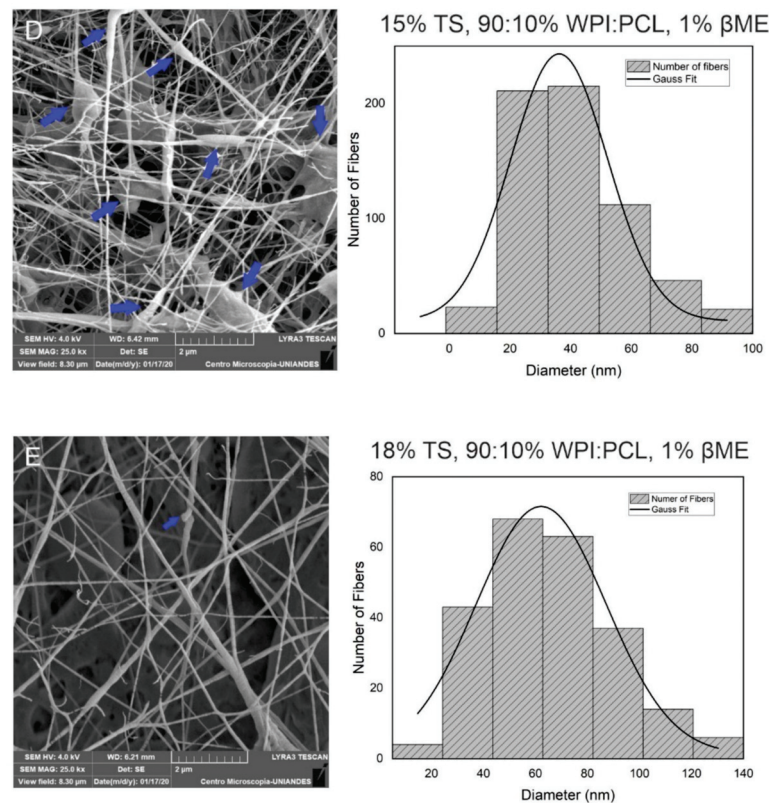 D
SEM HV: 4.0 kV WD: 6.42 mm LYRA3 TESCAN
SEM MAG: 25.0 kx Det: SE 2 µm
View field: 8.30 µm Date(m/d/y): 01/17/20 Centro Microscopia-UNIANDES
15% TS, 90:10% WPI:PCL, 1% βME
Number of fibers
Gauss Fit
200
100
0
Number of Fibers
0 20 40 60 80 100
Diameter (nm)
E
SEM HV: 4.0 kV WD: 6.21 mm LYRA3 TESCAN
SEM MAG: 25.0 kx Det: SE 2 µm
View field: 8.30 µm Date(m/d/y): 01/17/20 Centro Microscopia-UNIANDES
18% TS, 90:10% WPI:PCL, 1% βME
Numer of Fibers
Gauss Fit
80
60
40
20
0
Number of Fibers
20 40 60 80 100 120 140
Diameter (nm)